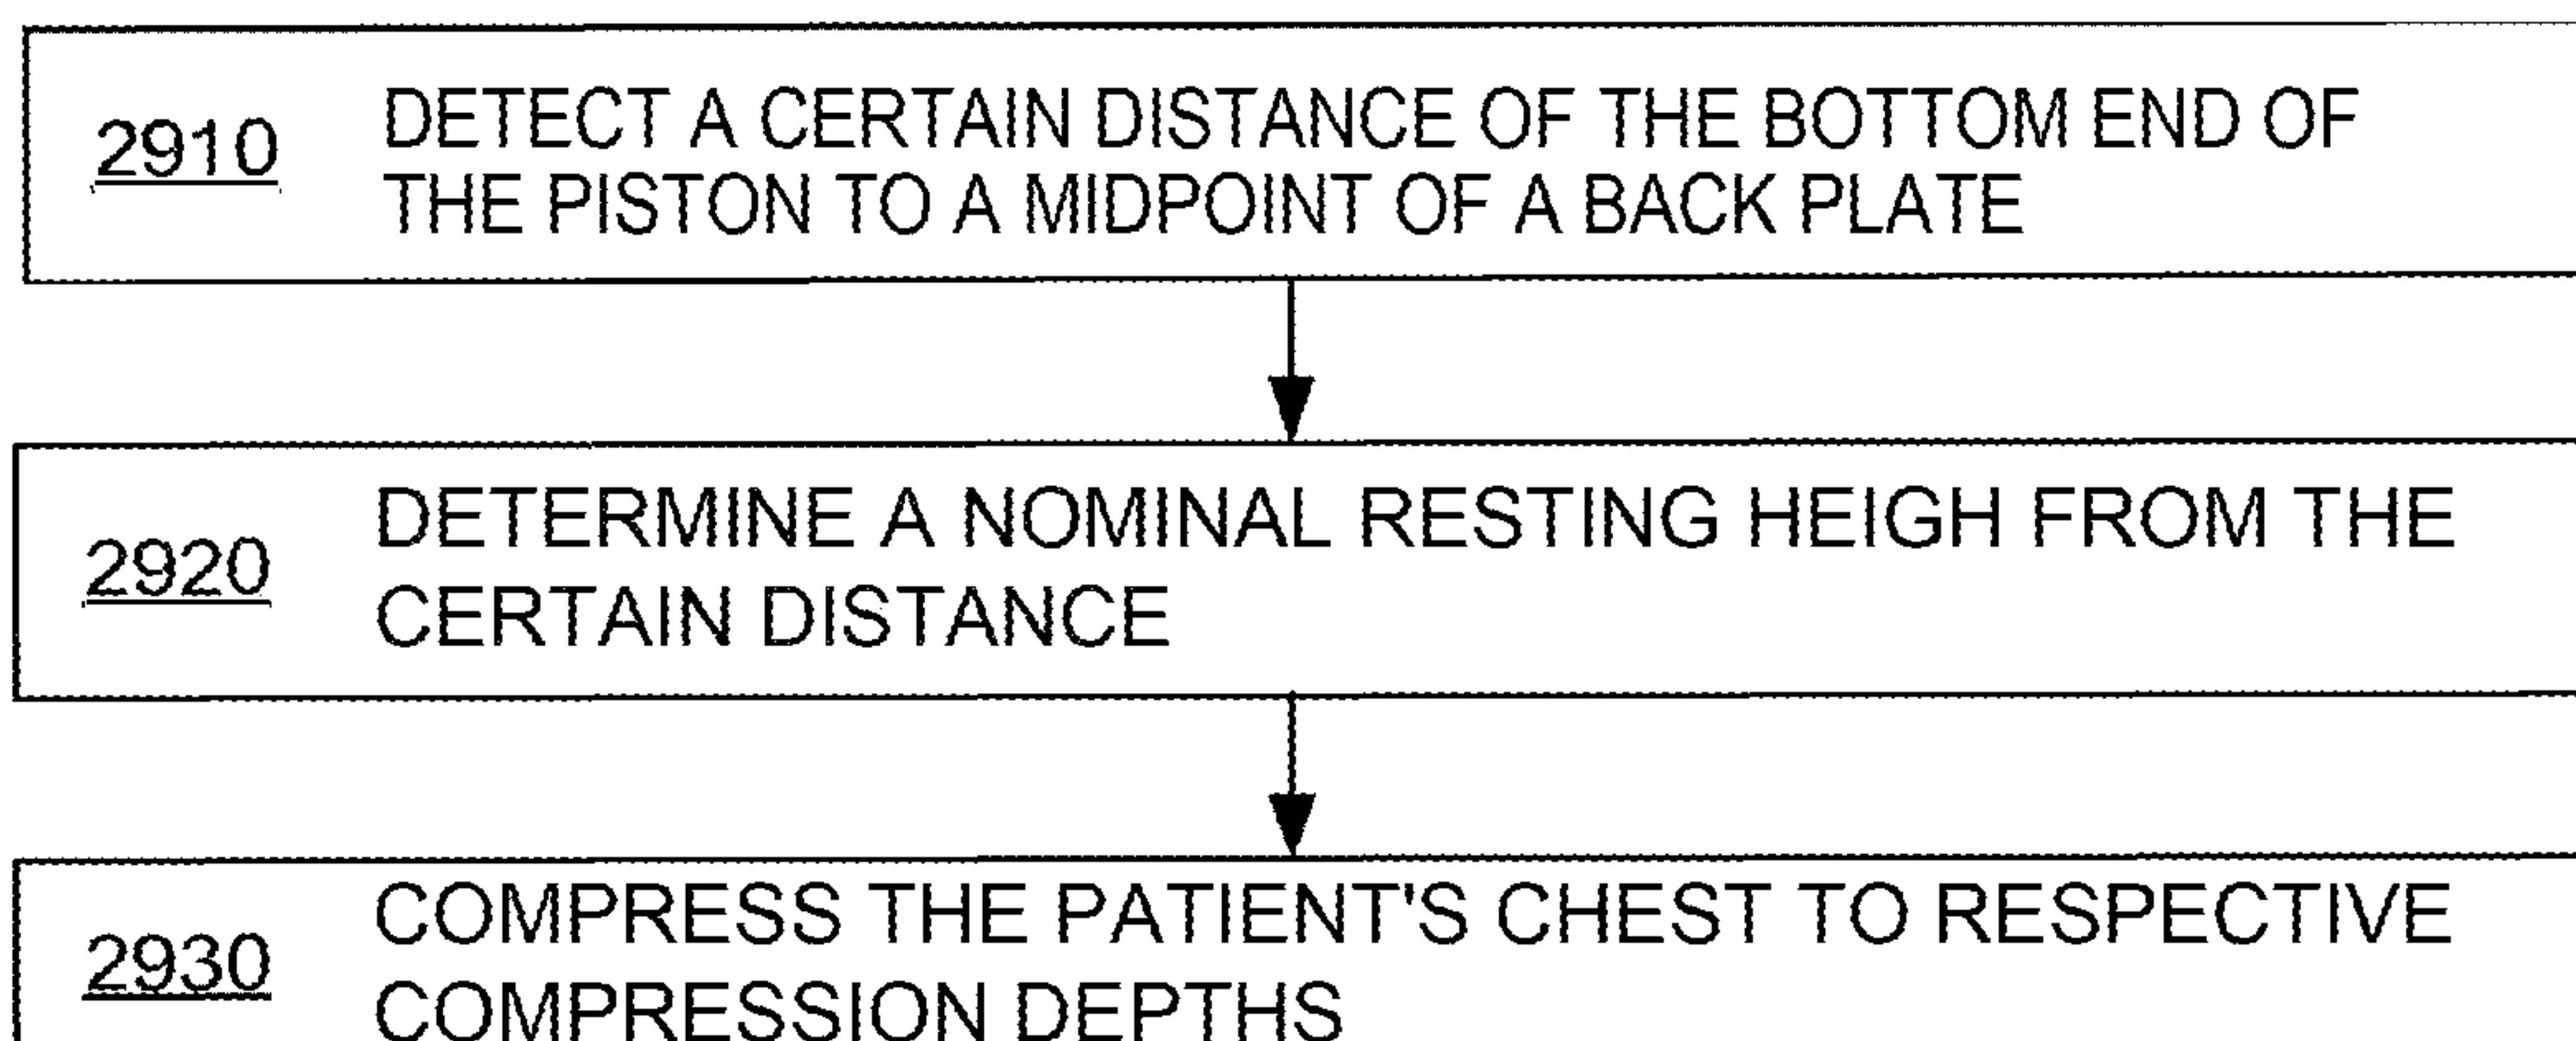 2910 DETECT A CERTAIN DISTANCE OF THE BOTTOM END OF
THE PISTON TO A MIDPOINT OF A BACK PLATE
2920 DETERMINE A NOMINAL RESTING HEIGH FROM THE
CERTAIN DISTANCE
2930 COMPRESS THE PATIENT'S CHEST TO RESPECTIVE
COMPRESSION DEPTHS